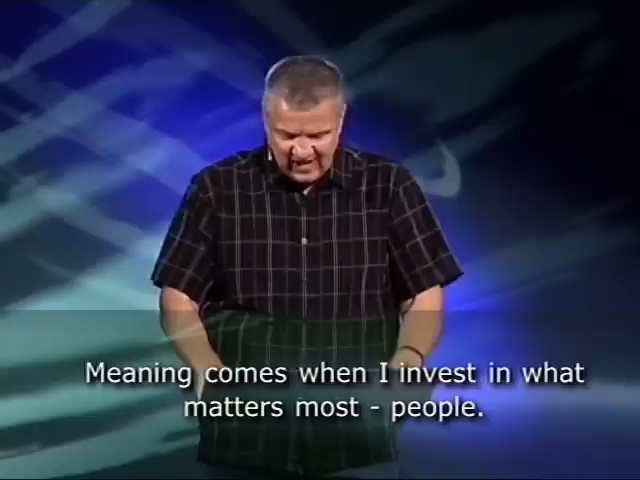 Meaning comes when I invest in what
matters most - people.